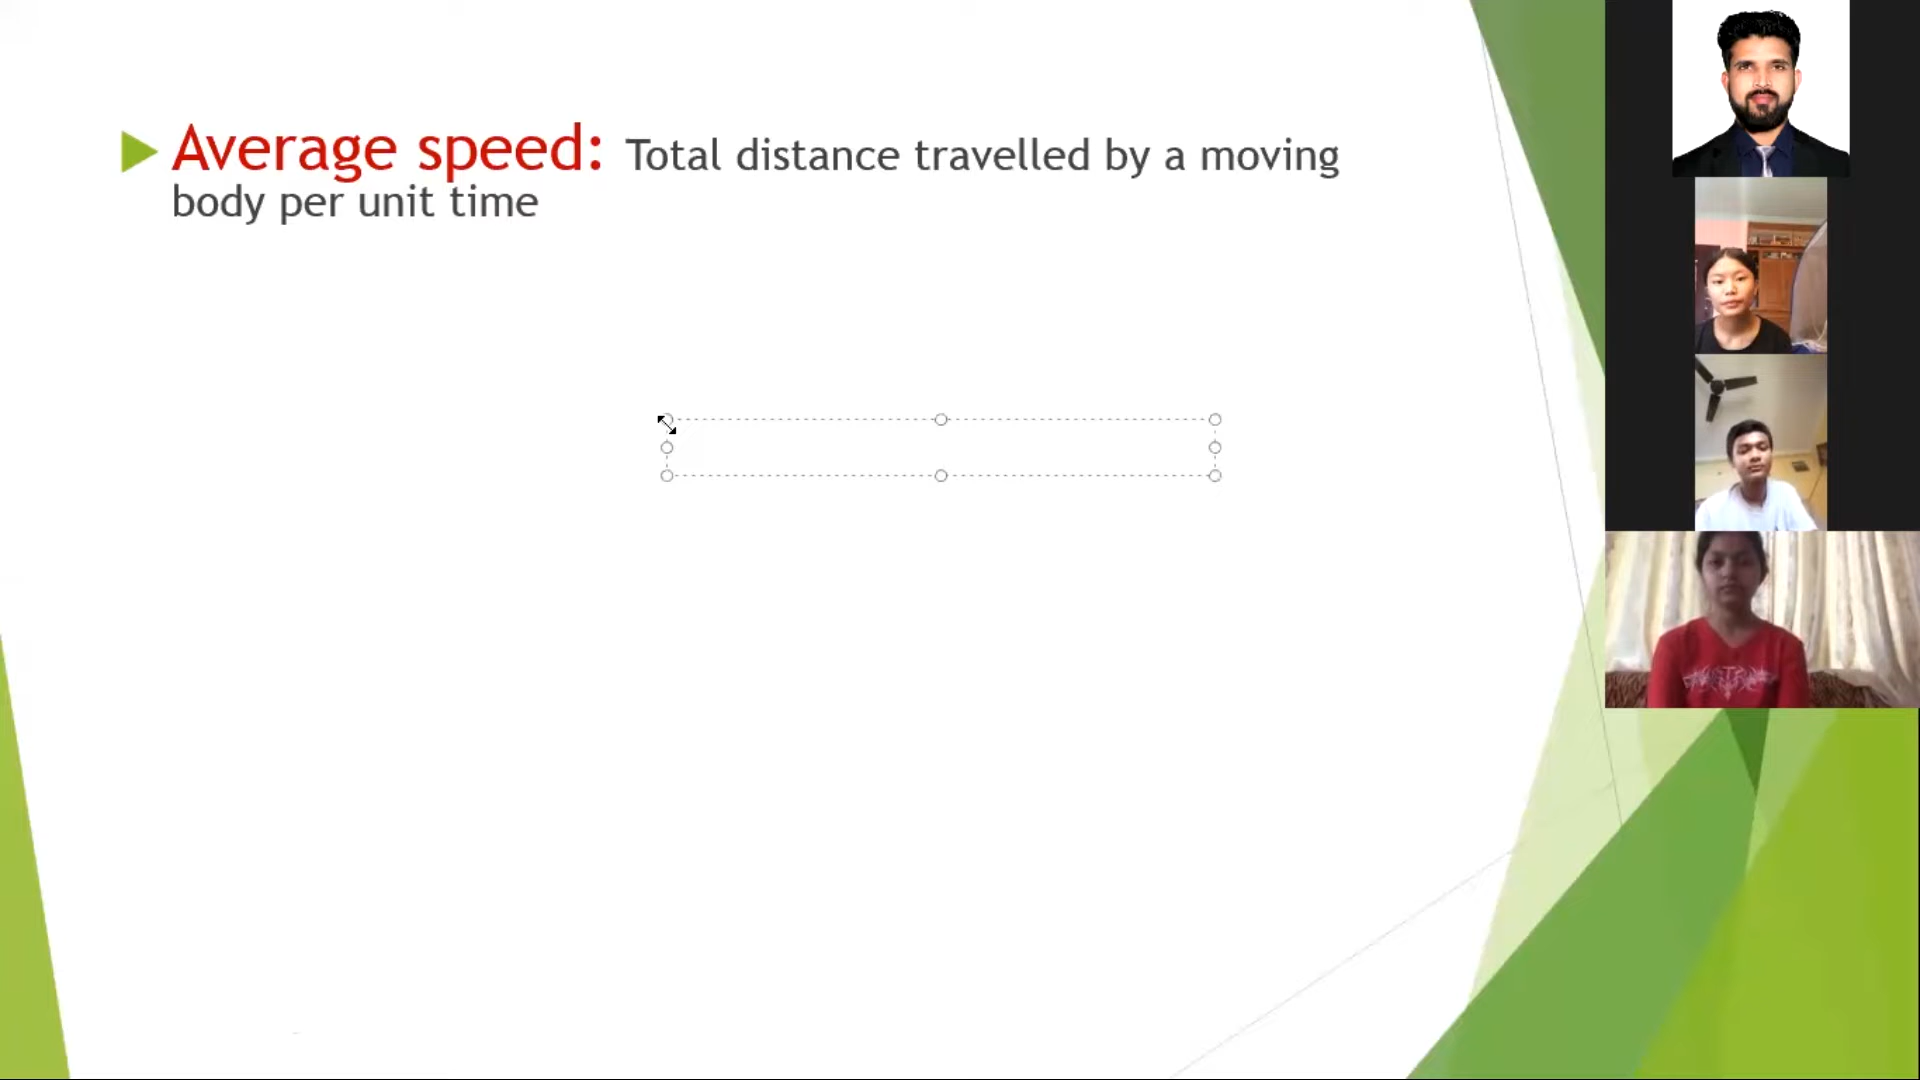 Average speed: Total distance travelled by a moving
body per unit time